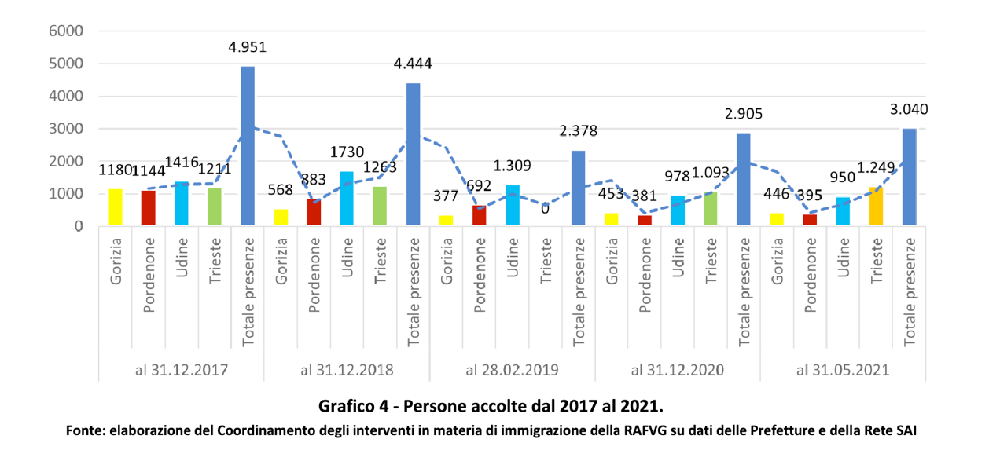 6000
5000
4000
3000
2000
1000
0
1180
1144
1416
1211
4.951
568
883
1730
1263
4.444
377
692
1.309
0
2.378
453
381
978
1.093
2.905
446
395
950
1.249
3.040
Gorizia
Pordenone
Udine
Trieste
Totale presenze
Gorizia
Pordenone
Udine
Trieste
Totale presenze
Gorizia
Pordenone
Udine
Trieste
Totale presenze
Gorizia
Pordenone
Udine
Trieste
Totale presenze
Gorizia
Pordenone
Udine
Trieste
Totale presenze
al 31.12.2017
al 31.12.2018
al 28.02.2019
al 31.12.2020
al 31.05.2021
Grafico 4 - Persone accolte dal 2017 al 2021.
Fonte: elaborazione del Coordinamento degli interventi in materia di immigrazione della RAFVG su dati delle Prefetture e della Rete SAI